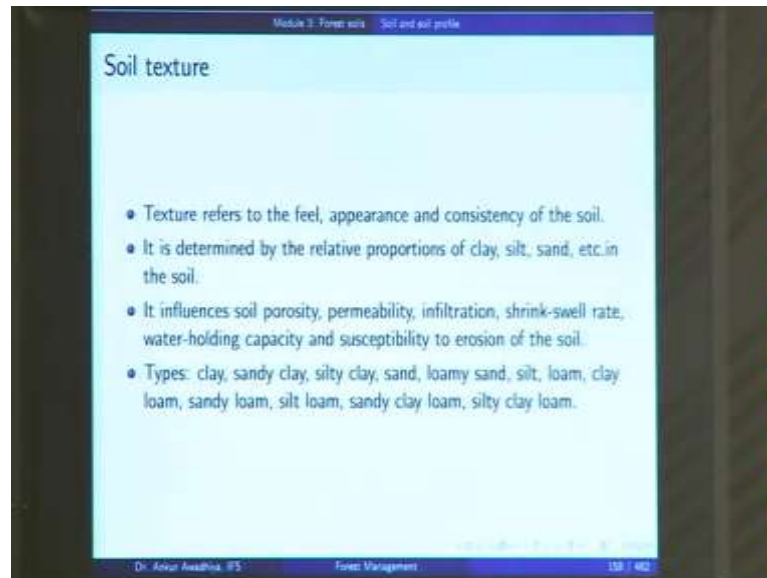 Module 3: Forest soils Soil and soil profile
Soil texture
Texture refers to the feel, appearance and consistency of the soil.
It is determined by the relative proportions of clay, silt, sand, etc.in
the soil.
It influences soil porosity, permeability, infiltration, shrink-swell rate,
water-holding capacity and susceptibility to erosion of the soil.
Types: clay, sandy clay, silty clay, sand, loamy sand, silt, loam, clay
loam, sandy loam, silt loam, sandy clay loam, silty clay loam.
Dr. Ankur Awadhiya, IFS Forest Management 158 / 482